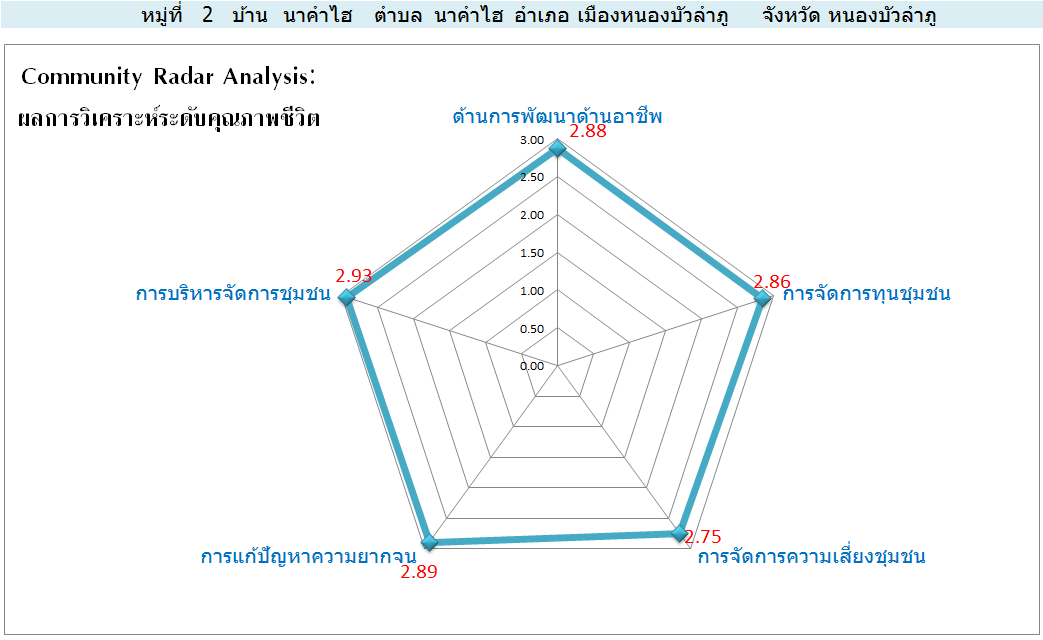 หมู่ที่ 2 บ้าน นาคำไฮ ตำบล นาคำไฮ อำเภอ เมืองหนองบัวลำภู จังหวัด หนองบัวลำภู
Community Radar Analysis:
ผลการวิเคราะห์ระดับคุณภาพชีวิต
ด้านการพัฒนาด้านอาชีพ
2.88
3.00
2.50
2.00
1.50
1.00
0.50
0.00
2.93
การบริหารจัดการชุมชน
2.86
การจัดการทุนชุมชน
2.75
การจัดการความเสี่ยงชุมชน
การแก้ปัญหาความยากจน
2.89